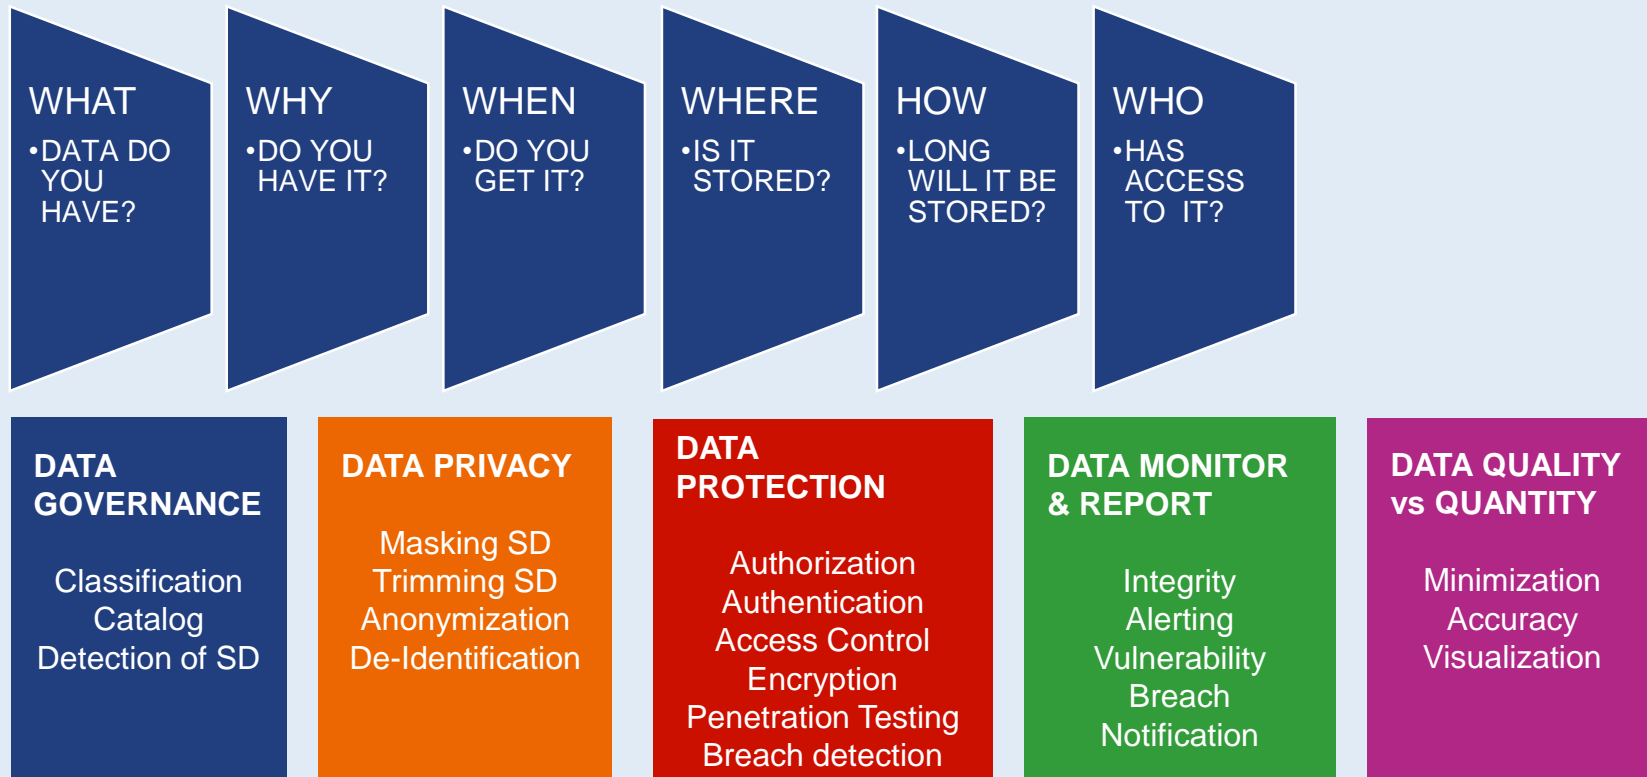 WHAT
•DATA DO
YOU
HAVE?
WHY
•DO YOU
HAVE IT?
WHEN
•DO YOU
GET IT?
WHERE
•IS IT
STORED?
HOW
•LONG
WILL IT BE
STORED?
WHO
•HAS
ACCESS
TO IT?
DATA
GOVERNANCE
Classification
Catalog
Detection of SD
DATA PRIVACY
Masking SD
Trimming SD
Anonymization
De-Identification
DATA
PROTECTION
Authorization
Authentication
Access Control
Encryption
Penetration Testing
Breach detection
DATA MONITOR
& REPORT
Integrity
Alerting
Vulnerability
Breach
Notification
DATA QUALITY
vs QUANTITY
Minimization
Accuracy
Visualization